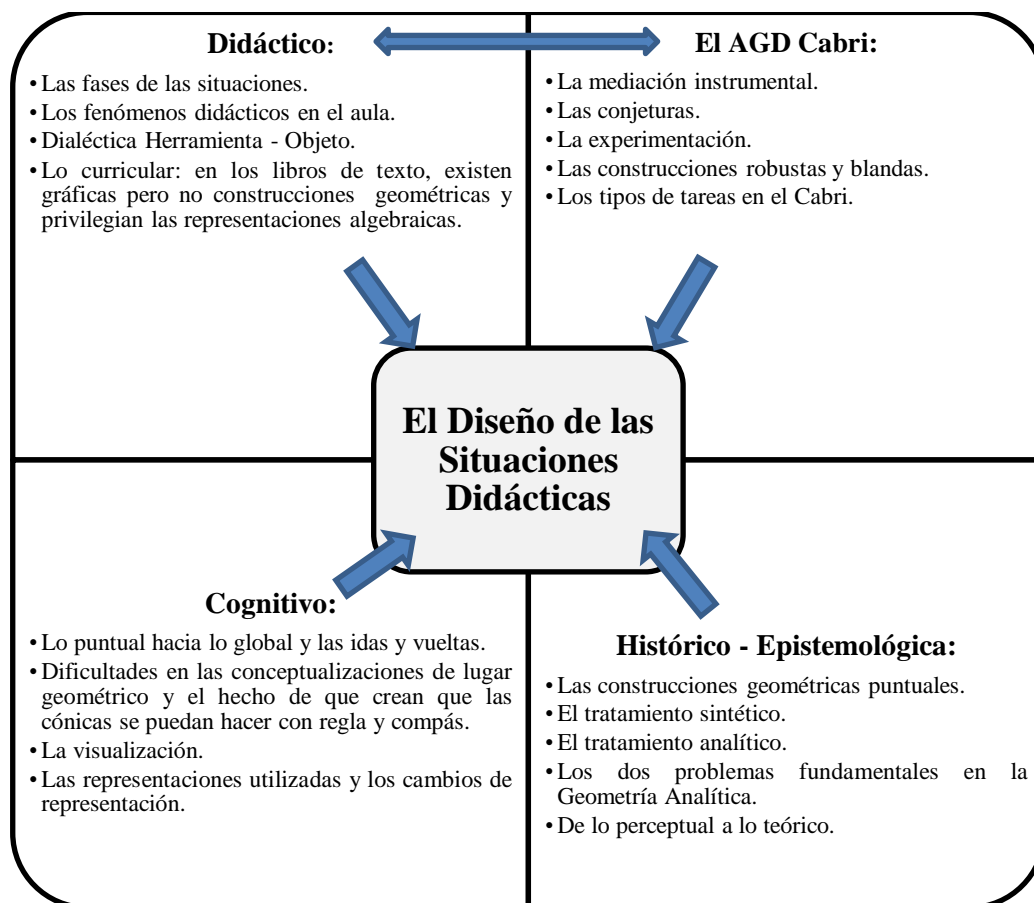 Didáctico:
• Las fases de las situaciones.
• Los fenómenos didácticos en el aula.
• Dialéctica Herramienta - Objeto.
• Lo curricular: en los libros de texto, existen
gráficas pero no construcciones geométricas y
privilegian las representaciones algebraicas.
El AGD Cabri:
• La mediación instrumental.
• Las conjeturas.
• La experimentación.
• Las construcciones robustas y blandas.
• Los tipos de tareas en el Cabri.
El Diseño de las
Situaciones
Didácticas
Cognitivo:
• Lo puntual hacia lo global y las idas y vueltas.
• Dificultades en las conceptualizaciones de lugar
geométrico y el hecho de que crean que las
cónicas se puedan hacer con regla y compás.
• La visualización.
• Las representaciones utilizadas y los cambios de
representación.
Histórico - Epistemológica:
• Las construcciones geométricas puntuales.
• El tratamiento sintético.
• El tratamiento analítico.
• Los dos problemas fundamentales en la
Geometría Analítica.
• De lo perceptual a lo teórico.